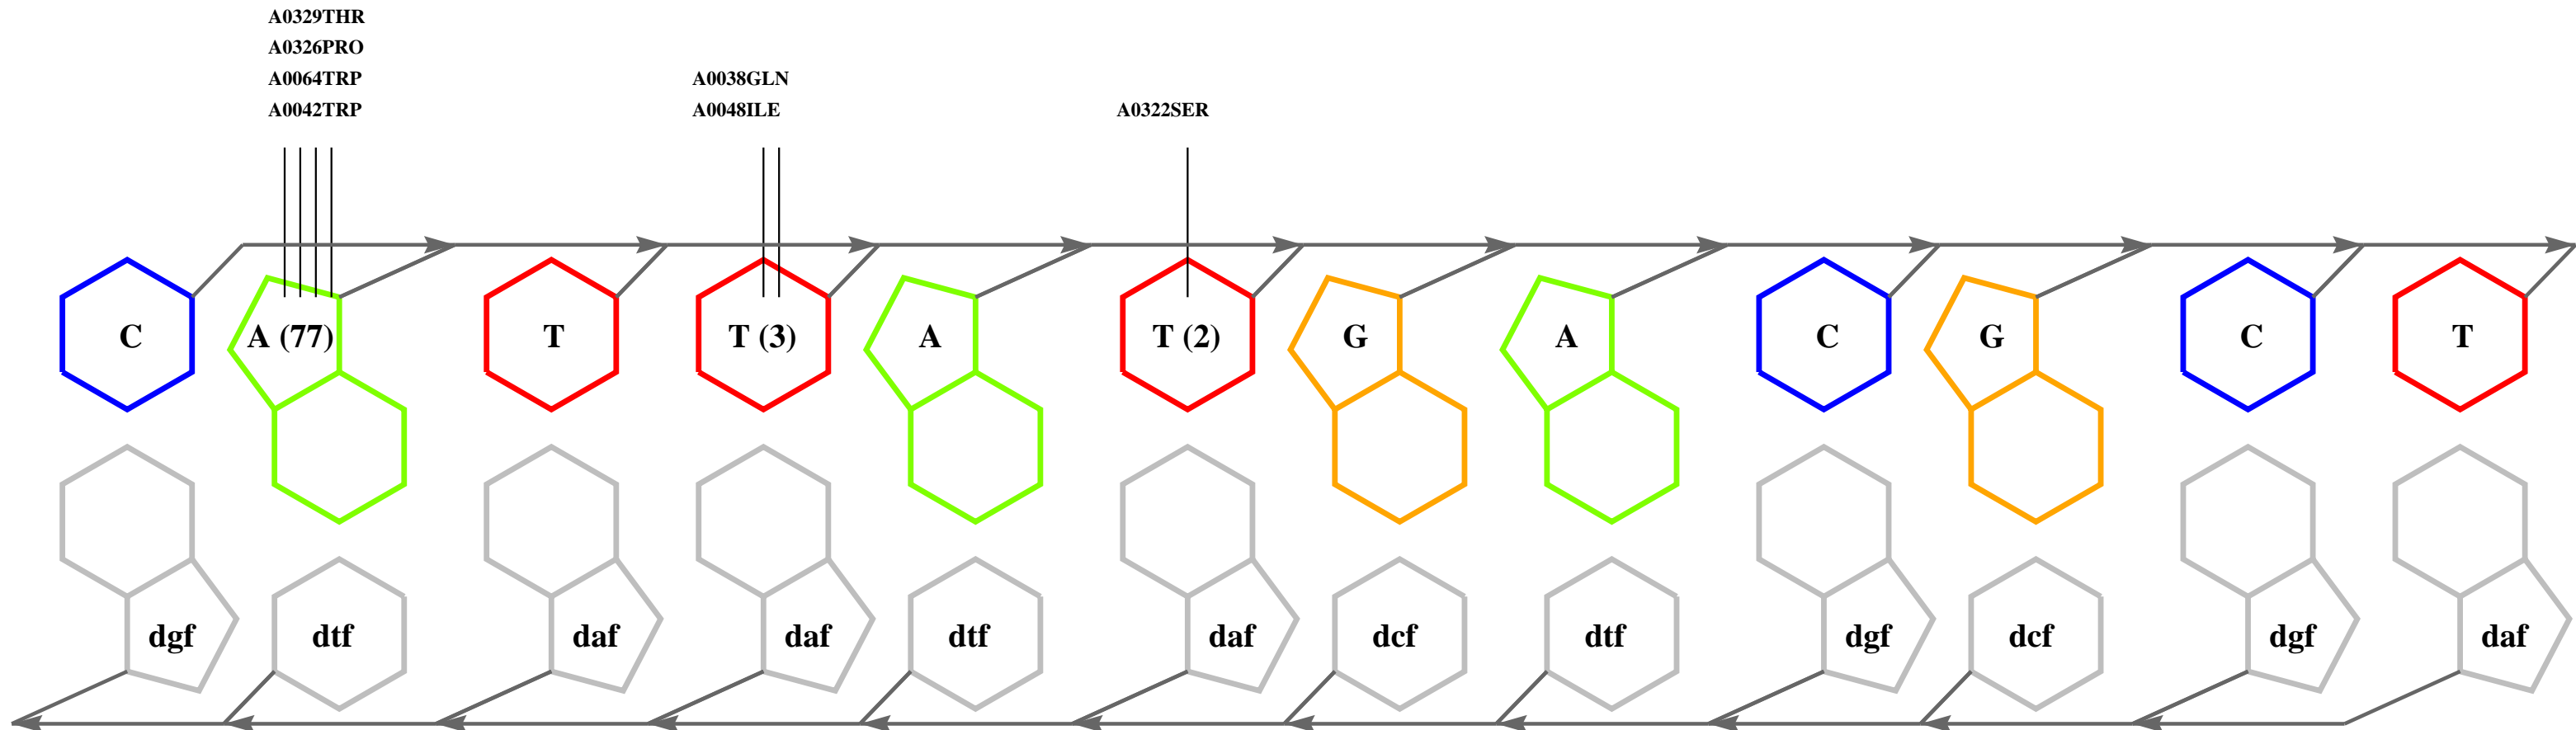 A0329THR
A0326PRO
A0064TRP
A0042TRP
A0038GLN
A0048ILE
A0322SER
C A (77) T T (3) A T (2) G A C G C T
dgf dtf daf daf dtf daf dcf dtf dgf dcf dgf daf